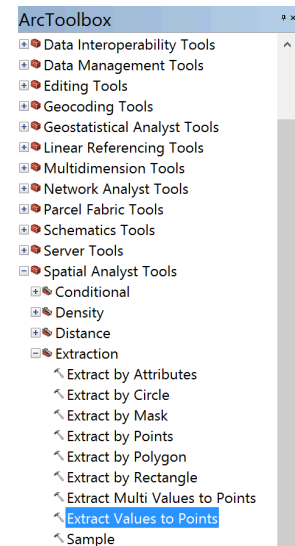 ArcToolbox
Data Interoperability Tools
Data Management Tools
Editing Tools
Geocoding Tools
Geostatistical Analyst Tools
Linear Referencing Tools
Multidimension Tools
Network Analyst Tools
Parcel Fabric Tools
Schematics Tools
Server Tools
Spatial Analyst Tools
Conditional
Density
Distance
Extraction
Extract by Attributes
Extract by Circle
Extract by Mask
Extract by Points
Extract by Polygon
Extract by Rectangle
Extract Multi Values to Points
Extract Values to Points
Sample